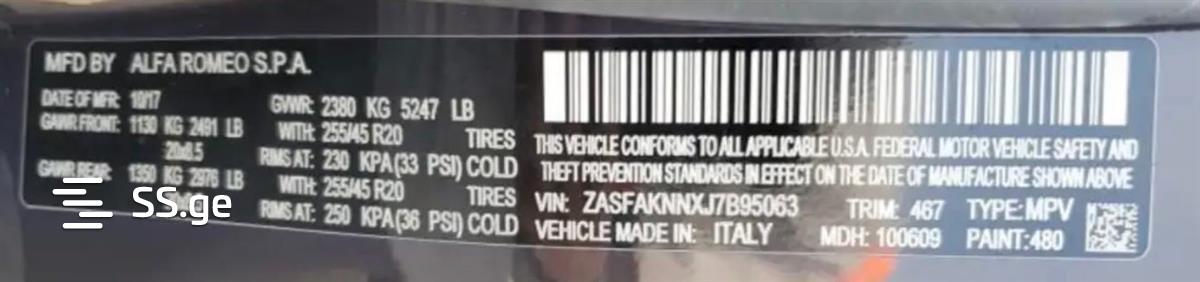 MFD BY ALFA ROMEO S.P.A.
DATE OF MFR: 10/17
GVWR: 2380 KG 5247 LB
GAWR FRONT: 1130 KG 2491 LB WITH: 255/45 R20 TIRES
20x8.5 RIMS AT: 230 KPA(33 PSI) COLD
GAWR REAR: 1350 KG 2976 LB WITH: 255/45 R20 TIRES
RIMS AT: 250 KPA(36 PSI) COLD
THIS VEHICLE CONFORMS TO ALL APPLICABLE U.S.A. FEDERAL MOTOR VEHICLE SAFETY AND
THEFT PREVENTION STANDARDS IN EFFECT ON THE DATE OF MANUFACTURE SHOWN ABOVE
VIN: ZASFAKNNXJ7B95063 TRIM: 467 TYPE:MPV
VEHICLE MADE IN: ITALY MDH: 100609 PAINT:480
SS.ge